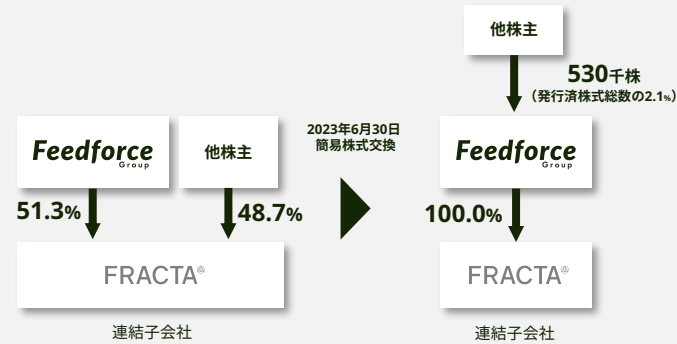 他株主
530千株
（発行済株式総数の2.1%）
Feedforce
Group
他株主
2023年6月30日
簡易株式交換
Feedforce
Group
51.3%
48.7%
100.0%
FRACTA
FRACTA
連結子会社
連結子会社